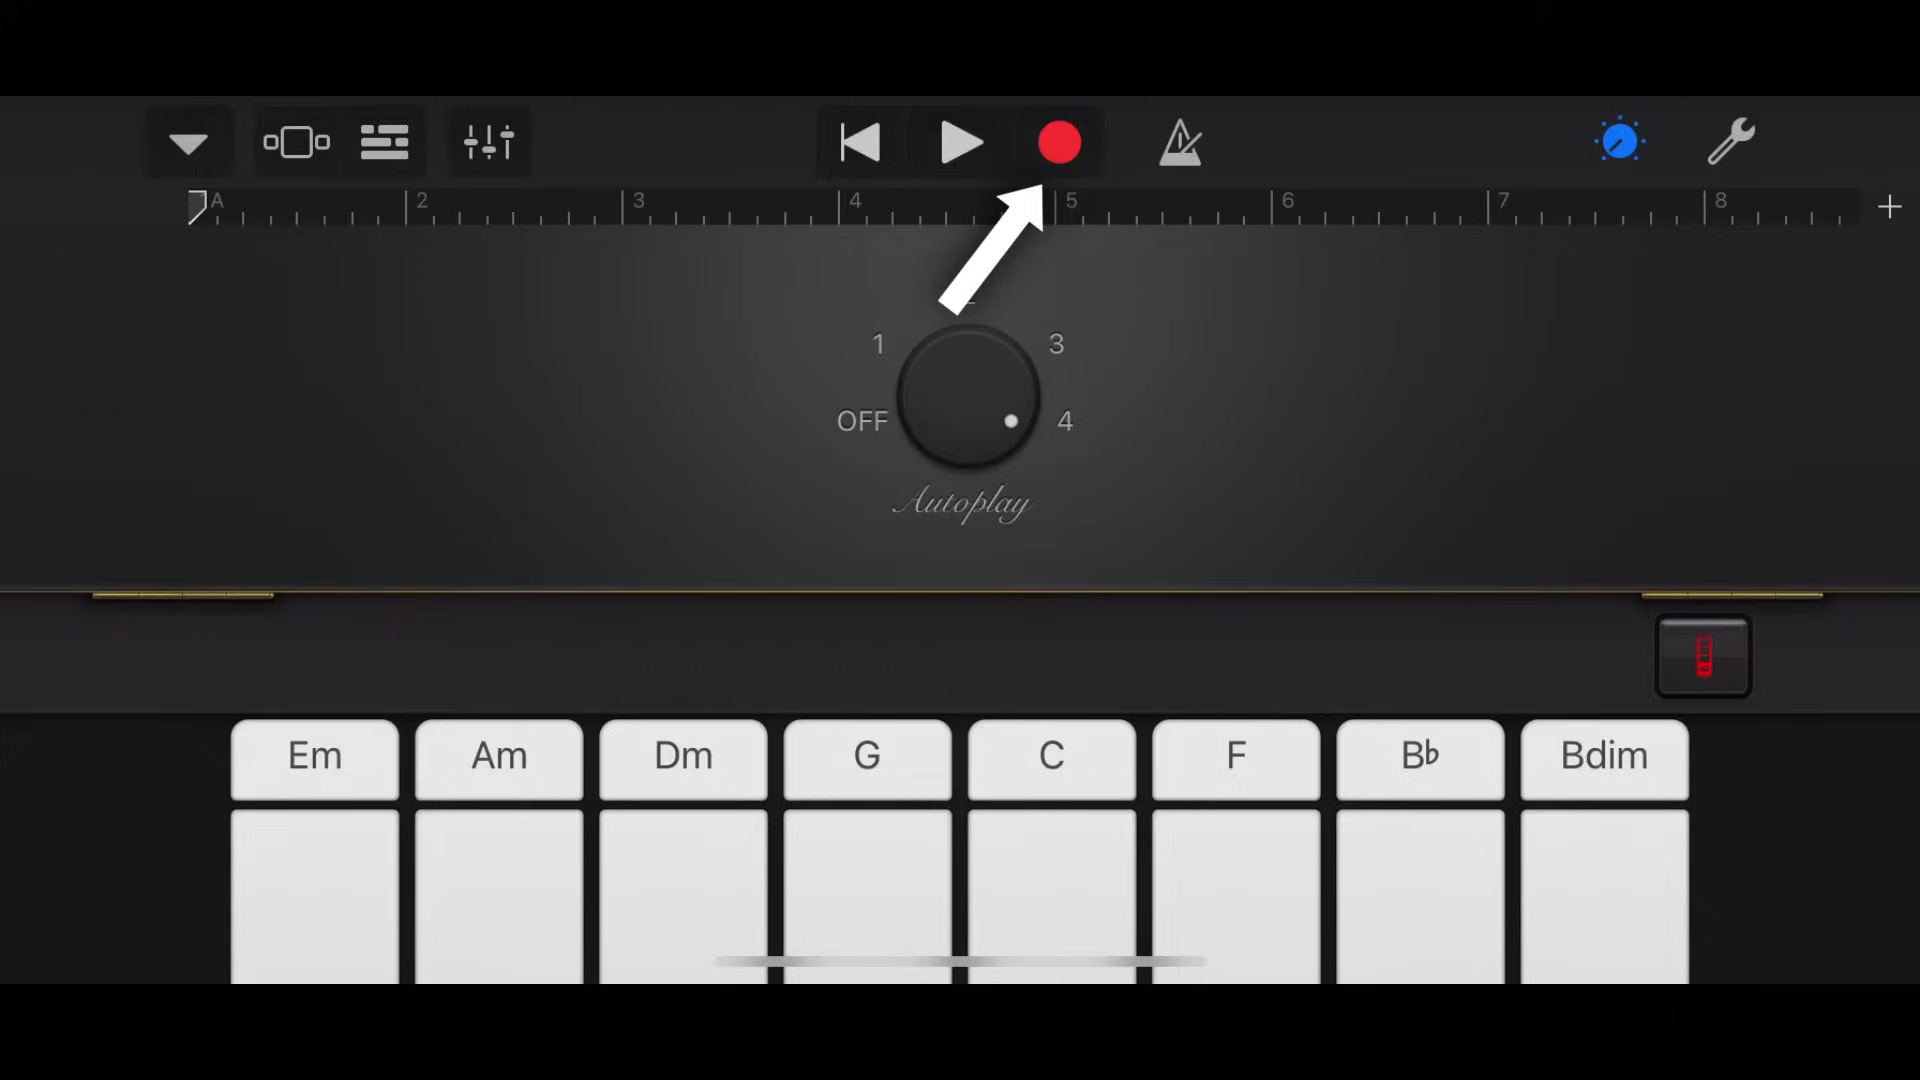 A 2 3 4 5 6 7 8
1 3
OFF 4
Autoplay
Em Am Dm G C F B♭ Bdim